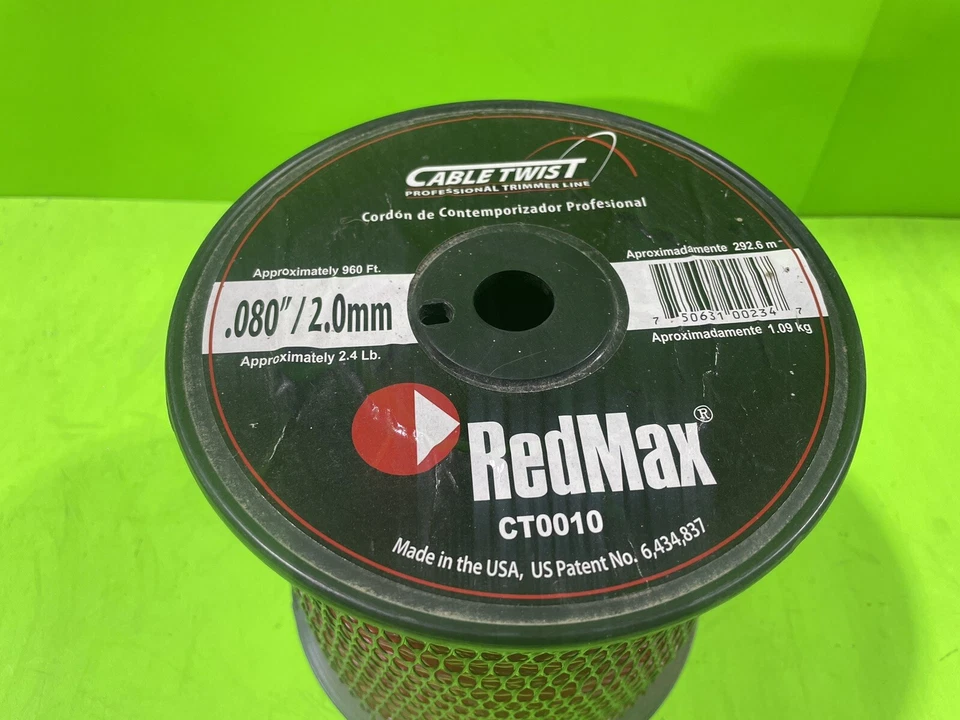 CABLE TWIST
PROFESSIONAL TRIMMER LINE
Cordón de Contemporizador Profesional
Approximately 960 Ft.
.080"/2.0mm
Approximately 2.4 Lb.
Aproximadamente 292.6 m
7 50631 00234 7
Aproximadamente 1.09 kg
RedMax®
CT0010
Made in the USA, US Patent No. 6,434,837